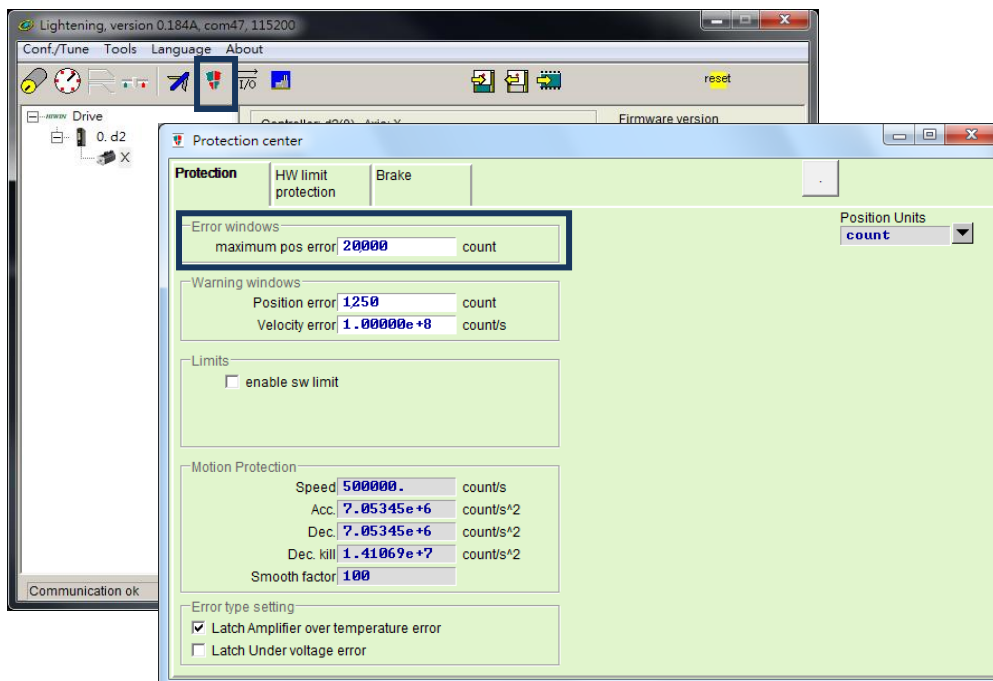 Lightening, version 0.184A, com47, 115200
Conf./Tune Tools Language About
I/O
reset
Drive
0. d2
X
Firmware version
Protection center
Protection
HW limit
protection
Brake
.
Position Units
count
Error windows
maximum pos error 20,000 count
Warning windows
Position error 1,250 count
Velocity error 1.00000e+8 count/s
Limits
enable sw limit
Motion Protection
Speed 500000. count/s
Acc. 7.05345e+6 count/s^2
Dec. 7.05345e+6 count/s^2
Dec. kill 1.41069e+7 count/s^2
Smooth factor 100
Error type setting
Latch Amplifier over temperature error
Latch Under voltage error
Communication ok